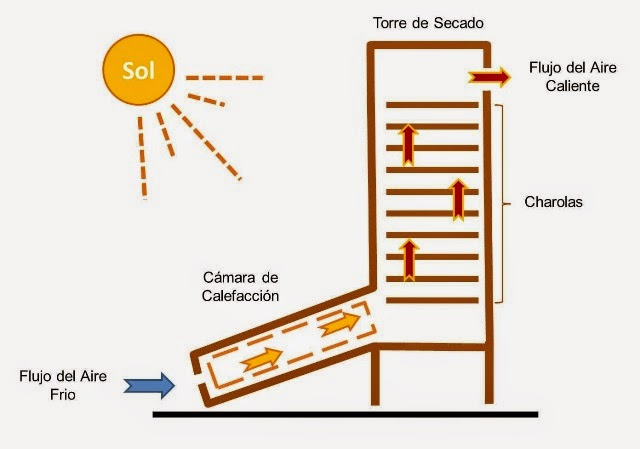 Torre de Secado
Sol
Flujo del Aire
Caliente
Charolas
Cámara de
Calefacción
Flujo del Aire
Frio